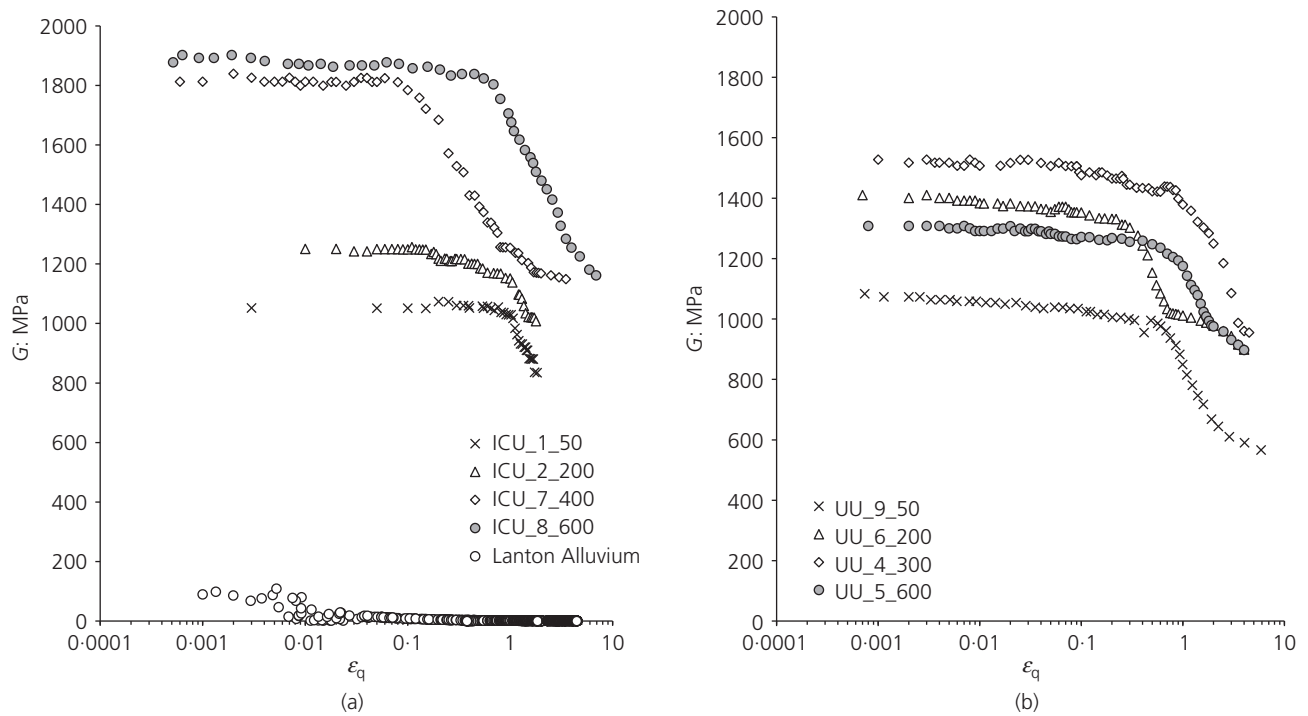 2000
1800
1600
1400
1200
1000
800
600
400
200
0
G: MPa
0·0001
0·001
0·01
0·1
1
10
εq
ICU_1_50
ICU_2_200
ICU_7_400
ICU_8_600
Lanton Alluvium
(a)
2000
1800
1600
1400
1200
1000
800
600
400
200
0
G: MPa
0·0001
0·001
0·01
0·1
1
10
εq
UU_9_50
UU_6_200
UU_4_300
UU_5_600
(b)